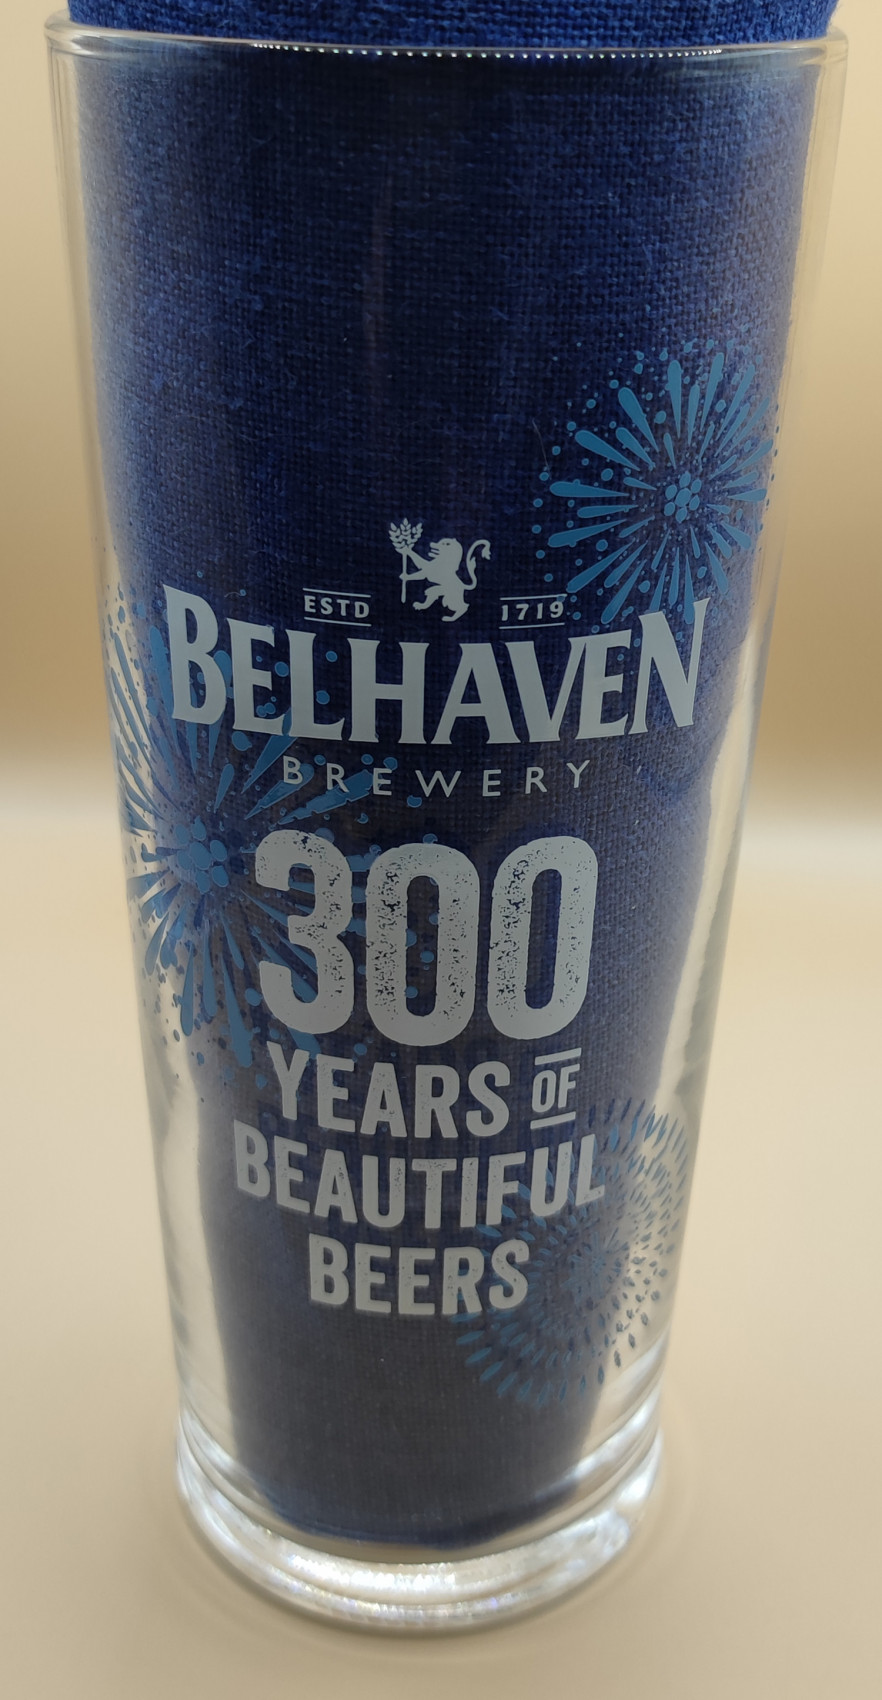 ESTD 1719
BELHAVEN
BREWERY
300
YEARS OF
BEAUTIFUL
BEERS